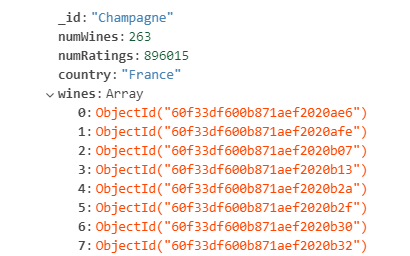 _id: "Champagne"
numWines: 263
numRatings: 896015
country: "France"
wines: Array
0: ObjectId("60f33df600b871aef2020ae6")
1: ObjectId("60f33df600b871aef2020afe")
2: ObjectId("60f33df600b871aef2020b07")
3: ObjectId("60f33df600b871aef2020b13")
4: ObjectId("60f33df600b871aef2020b2a")
5: ObjectId("60f33df600b871aef2020b2f")
6: ObjectId("60f33df600b871aef2020b30")
7: ObjectId("60f33df600b871aef2020b32")